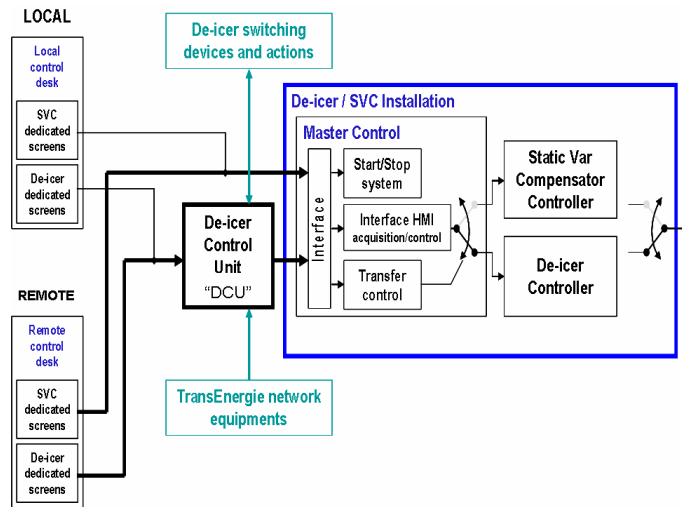 LOCAL
Local
control
desk
SVC
dedicated
screens
De-icer
dedicated
screens
REMOTE
Remote
control
desk
SVC
dedicated
screens
De-icer
dedicated
screens
De-icer switching
devices and actions
De-icer
Control
Unit
“DCU”
TransEnergie network
equipments
De-icer / SVC Installation
Master Control
Interface
Start/Stop
system
Interface HMI
acquisition/control
Transfer
control
Static Var
Compensator
Controller
De-icer
Controller